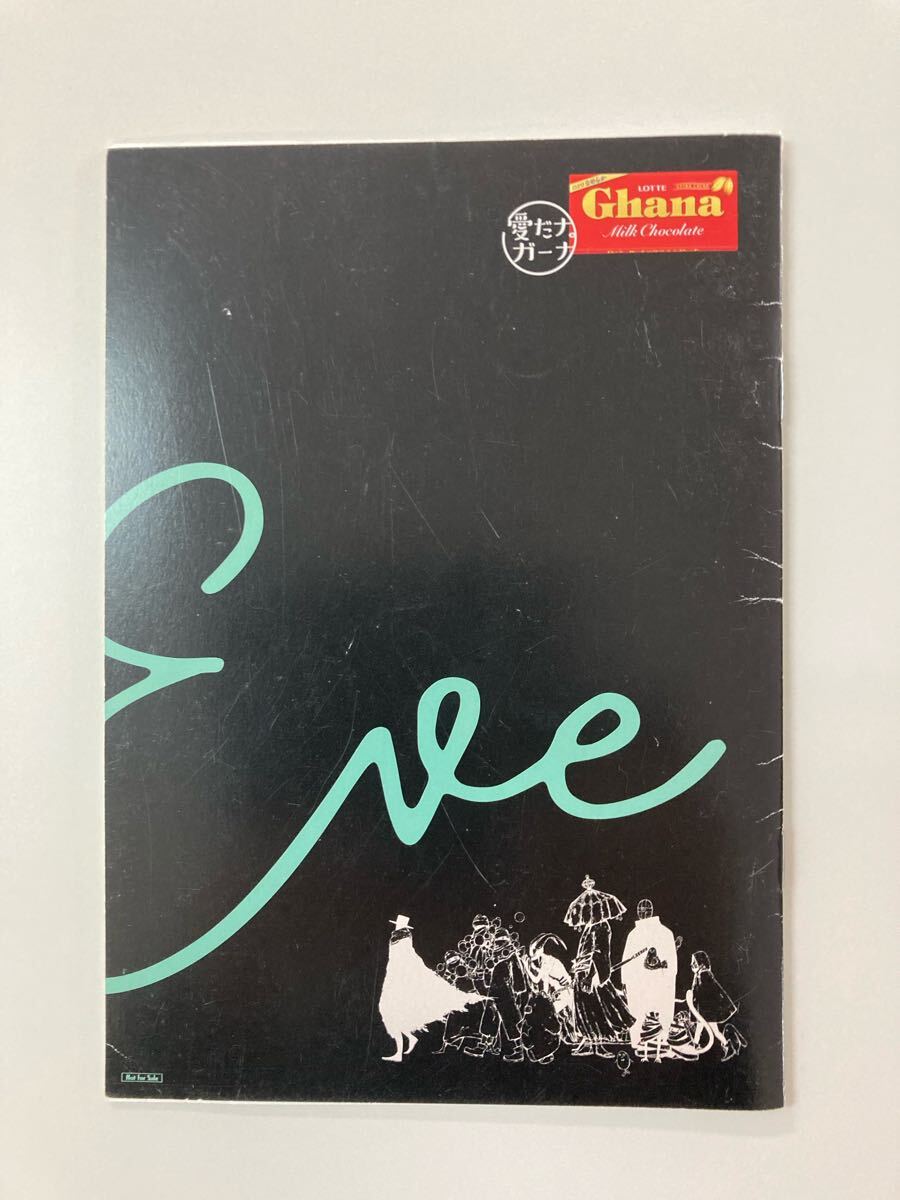 LOTTE
Ghana
Milk Chocolate
愛だナ。
ガーナ
Eve
Not For Sale